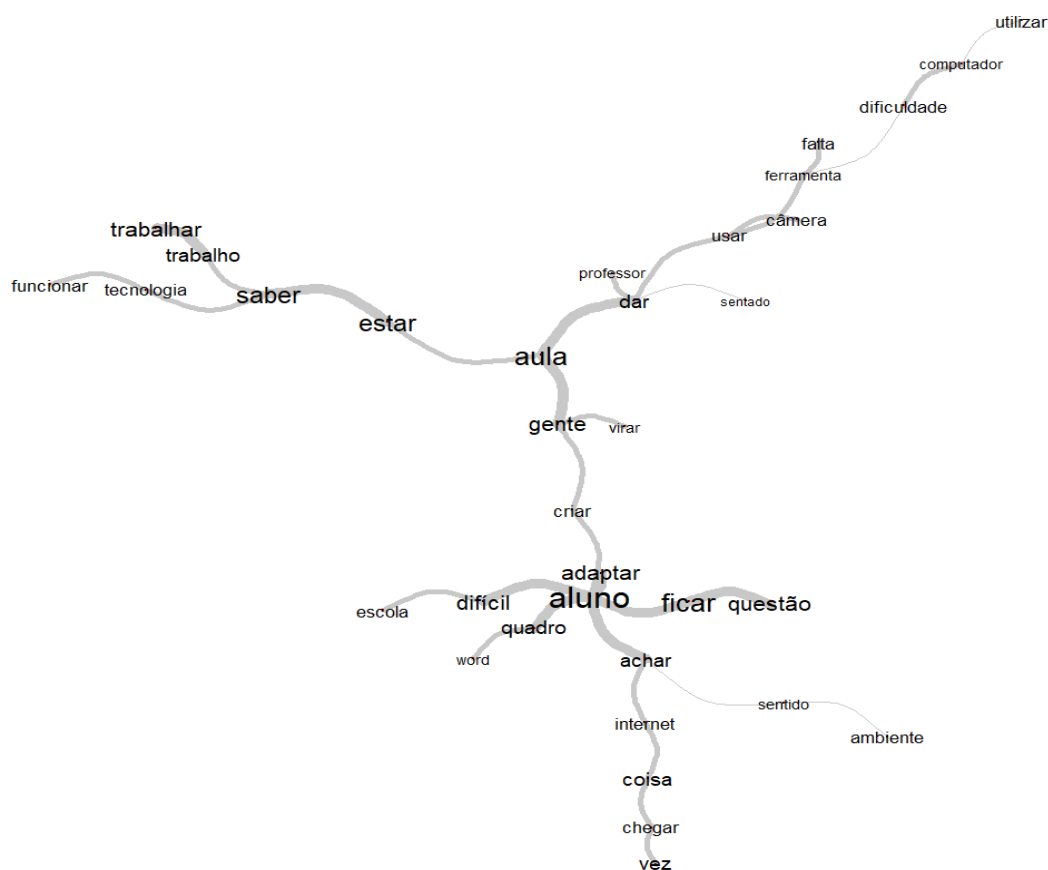 utilizar
computador
dificuldade
falta
ferramenta
câmera
trabalhar
usar
trabalho
professor
funcionar
tecnologia
saber
dar
sentado
estar
aula
gente
virar
criar
adaptar
aluno
difícil
ficar
questão
escola
quadro
word
achar
sentido
internet
ambiente
coisa
chegar
vez